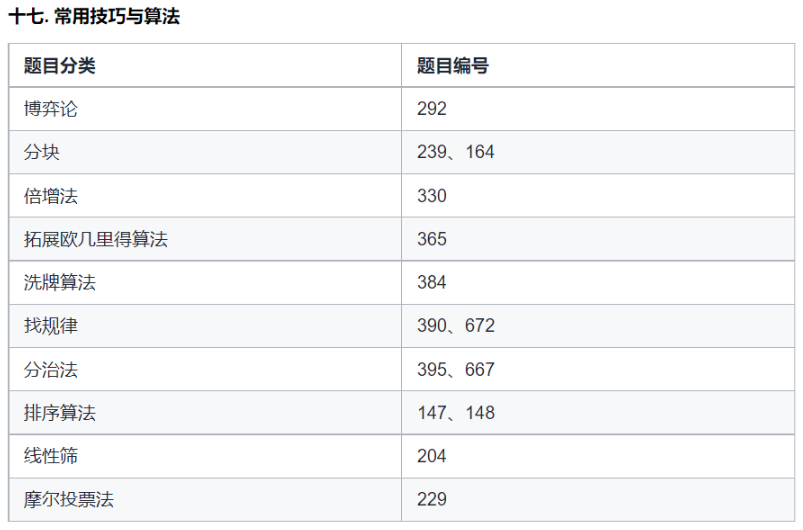 十七. 常用技巧与算法
题目分类 题目编号
博弈论 292
分块 239、164
倍增法 330
拓展欧几里得算法 365
洗牌算法 384
找规律 390、672
分治法 395、667
排序算法 147、148
线性筛 204
摩尔投票法 229